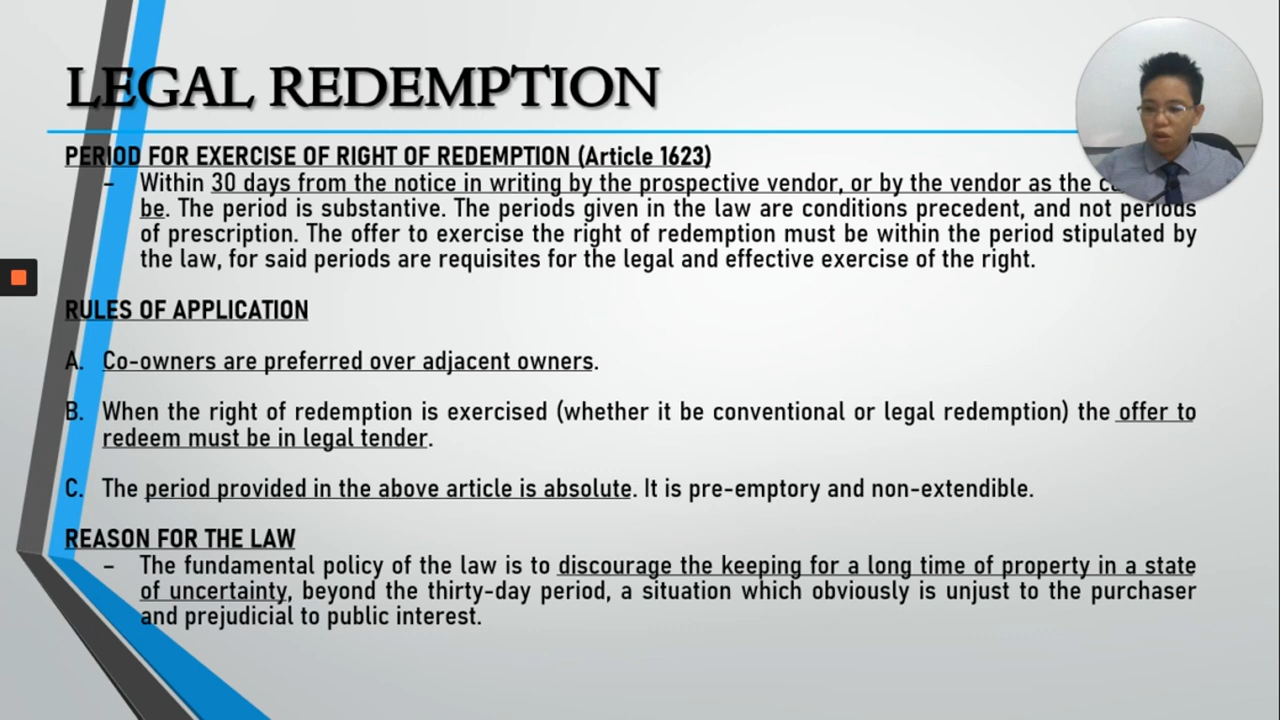 LEGAL REDEMPTION
PERIOD FOR EXERCISE OF RIGHT OF REDEMPTION (Article 1623)
– Within 30 days from the notice in writing by the prospective vendor, or by the vendor as the
be. The period is substantive. The periods given in the law are conditions precedent, and not periods
of prescription. The offer to exercise the right of redemption must be within the period stipulated by
the law, for said periods are requisites for the legal and effective exercise of the right.
RULES OF APPLICATION
A. Co-owners are preferred over adjacent owners.
B. When the right of redemption is exercised (whether it be conventional or legal redemption) the offer to
redeem must be in legal tender.
C. The period provided in the above article is absolute. It is pre-emptory and non-extendible.
REASON FOR THE LAW
– The fundamental policy of the law is to discourage the keeping for a long time of property in a state
of uncertainty, beyond the thirty-day period, a situation which obviously is unjust to the purchaser
and prejudicial to public interest.